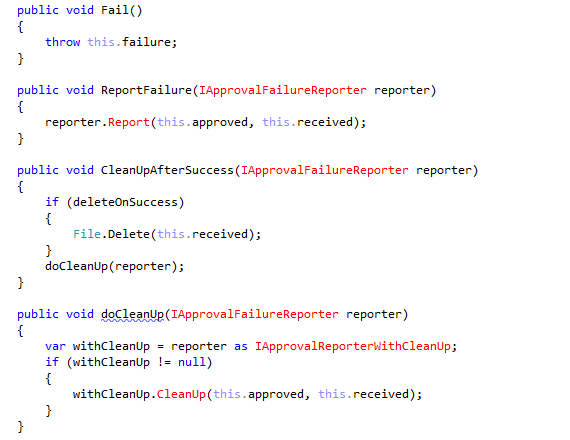 public void Fail()
{
    throw this.failure;
}

public void ReportFailure(IApprovalFailureReporter reporter)
{
    reporter.Report(this.approved, this.received);
}

public void CleanUpAfterSuccess(IApprovalFailureReporter reporter)
{
    if (deleteOnSuccess)
    {
        File.Delete(this.received);
    }
    doCleanUp(reporter);
}

public void doCleanUp(IApprovalFailureReporter reporter)
{
    var withCleanUp = reporter as IApprovalReporterWithCleanUp;
    if (withCleanUp != null)
    {
        withCleanUp.CleanUp(this.approved, this.received);
    }
}